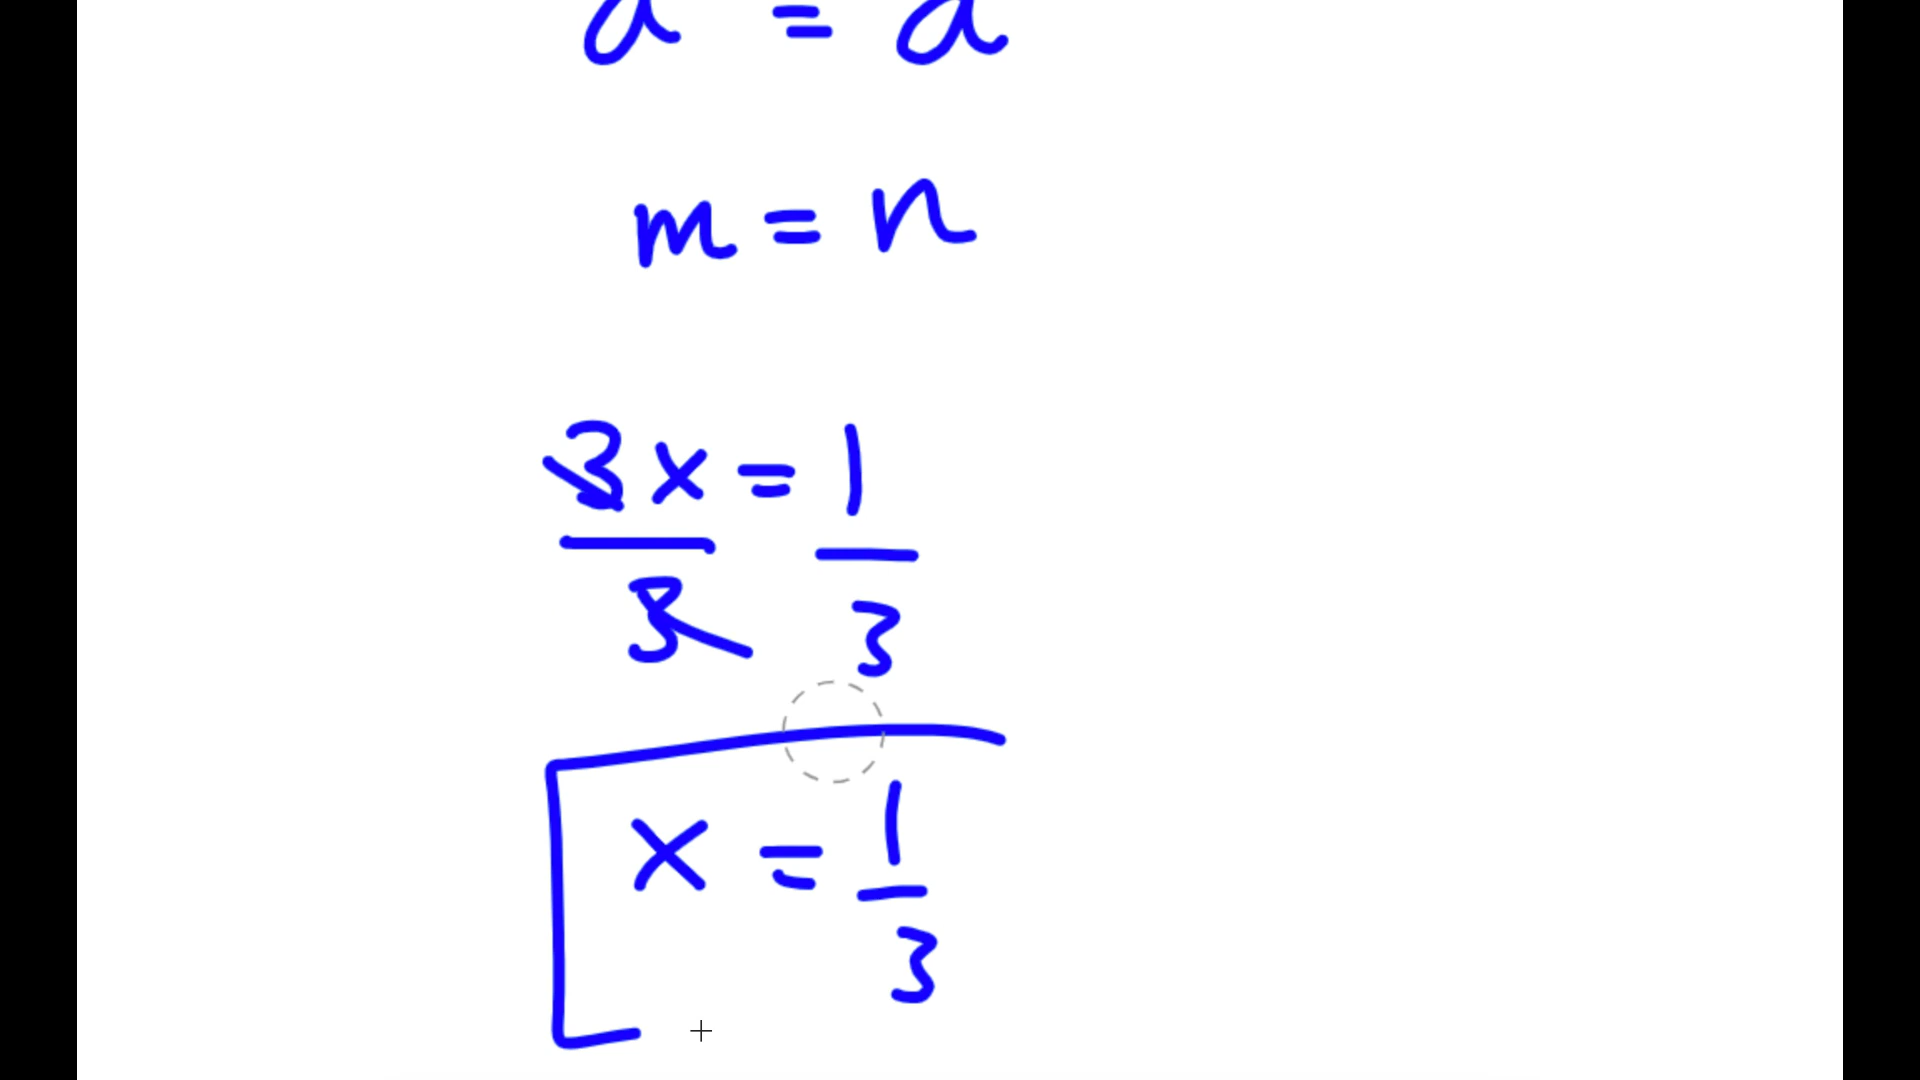 a = a
m = n
3x = 1
3 3
x = 1
3